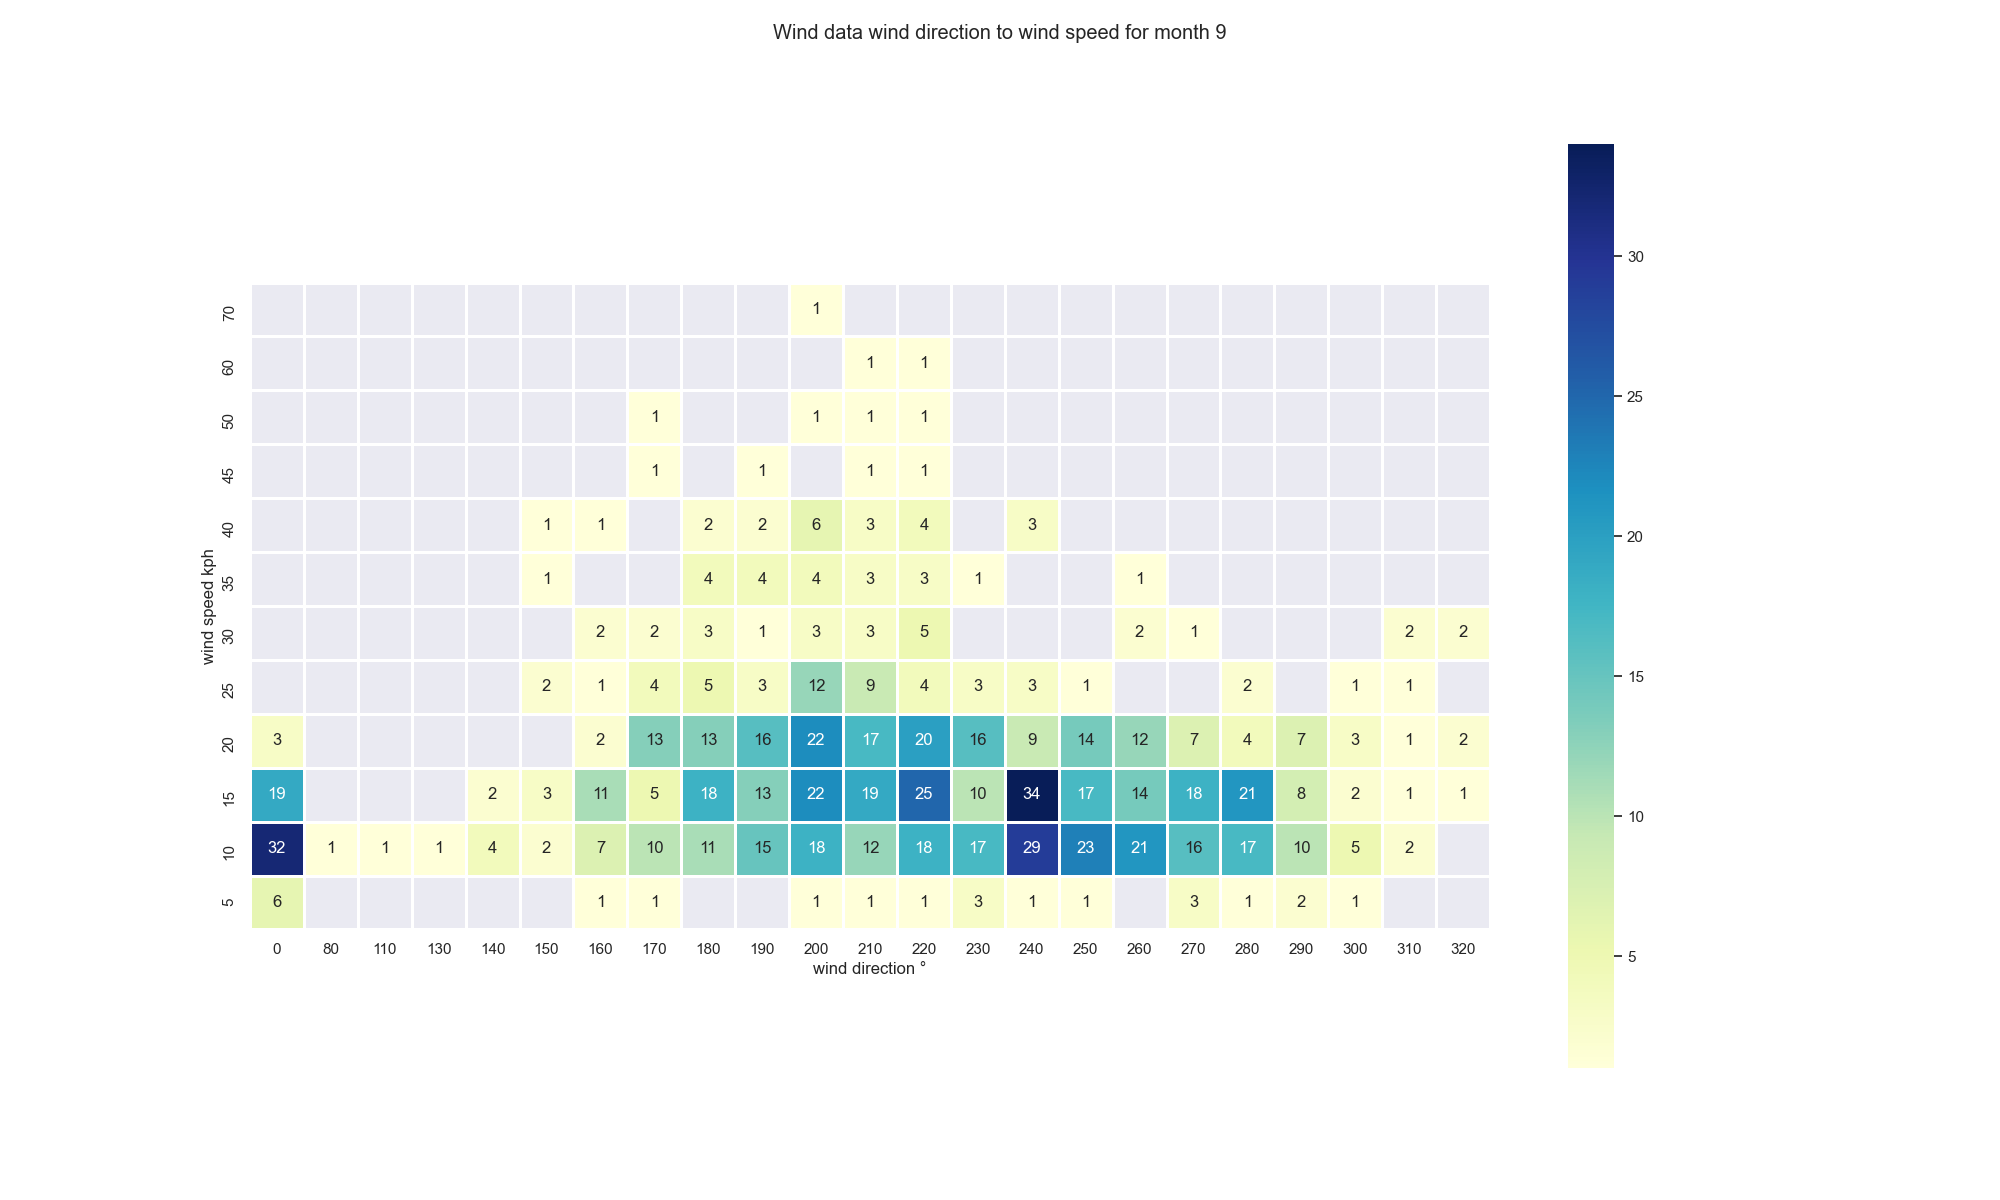 Wind data wind direction to wind speed for month 9
70 1
60 1 1
50 1 1 1 1
45 1 1 1 1
40 1 1 2 2 6 3 4 3
35 1 4 4 4 3 3 1 1
30 2 2 3 1 3 3 5 2 1 2 2
25 2 1 4 5 3 12 9 4 3 3 1 2 1 1
20 3 2 13 13 16 22 17 20 16 9 14 12 7 4 7 3 1 2
15 19 2 3 11 5 18 13 22 19 25 10 34 17 14 18 21 8 2 1 1
10 32 1 1 1 4 2 7 10 11 15 18 12 18 17 29 23 21 16 17 10 5 2
5 6 1 1 1 1 1 3 1 1 3 1 2 1
wind speed kph
0 80 110 130 140 150 160 170 180 190 200 210 220 230 240 250 260 270 280 290 300 310 320
wind direction °
30
25
20
15
10
5